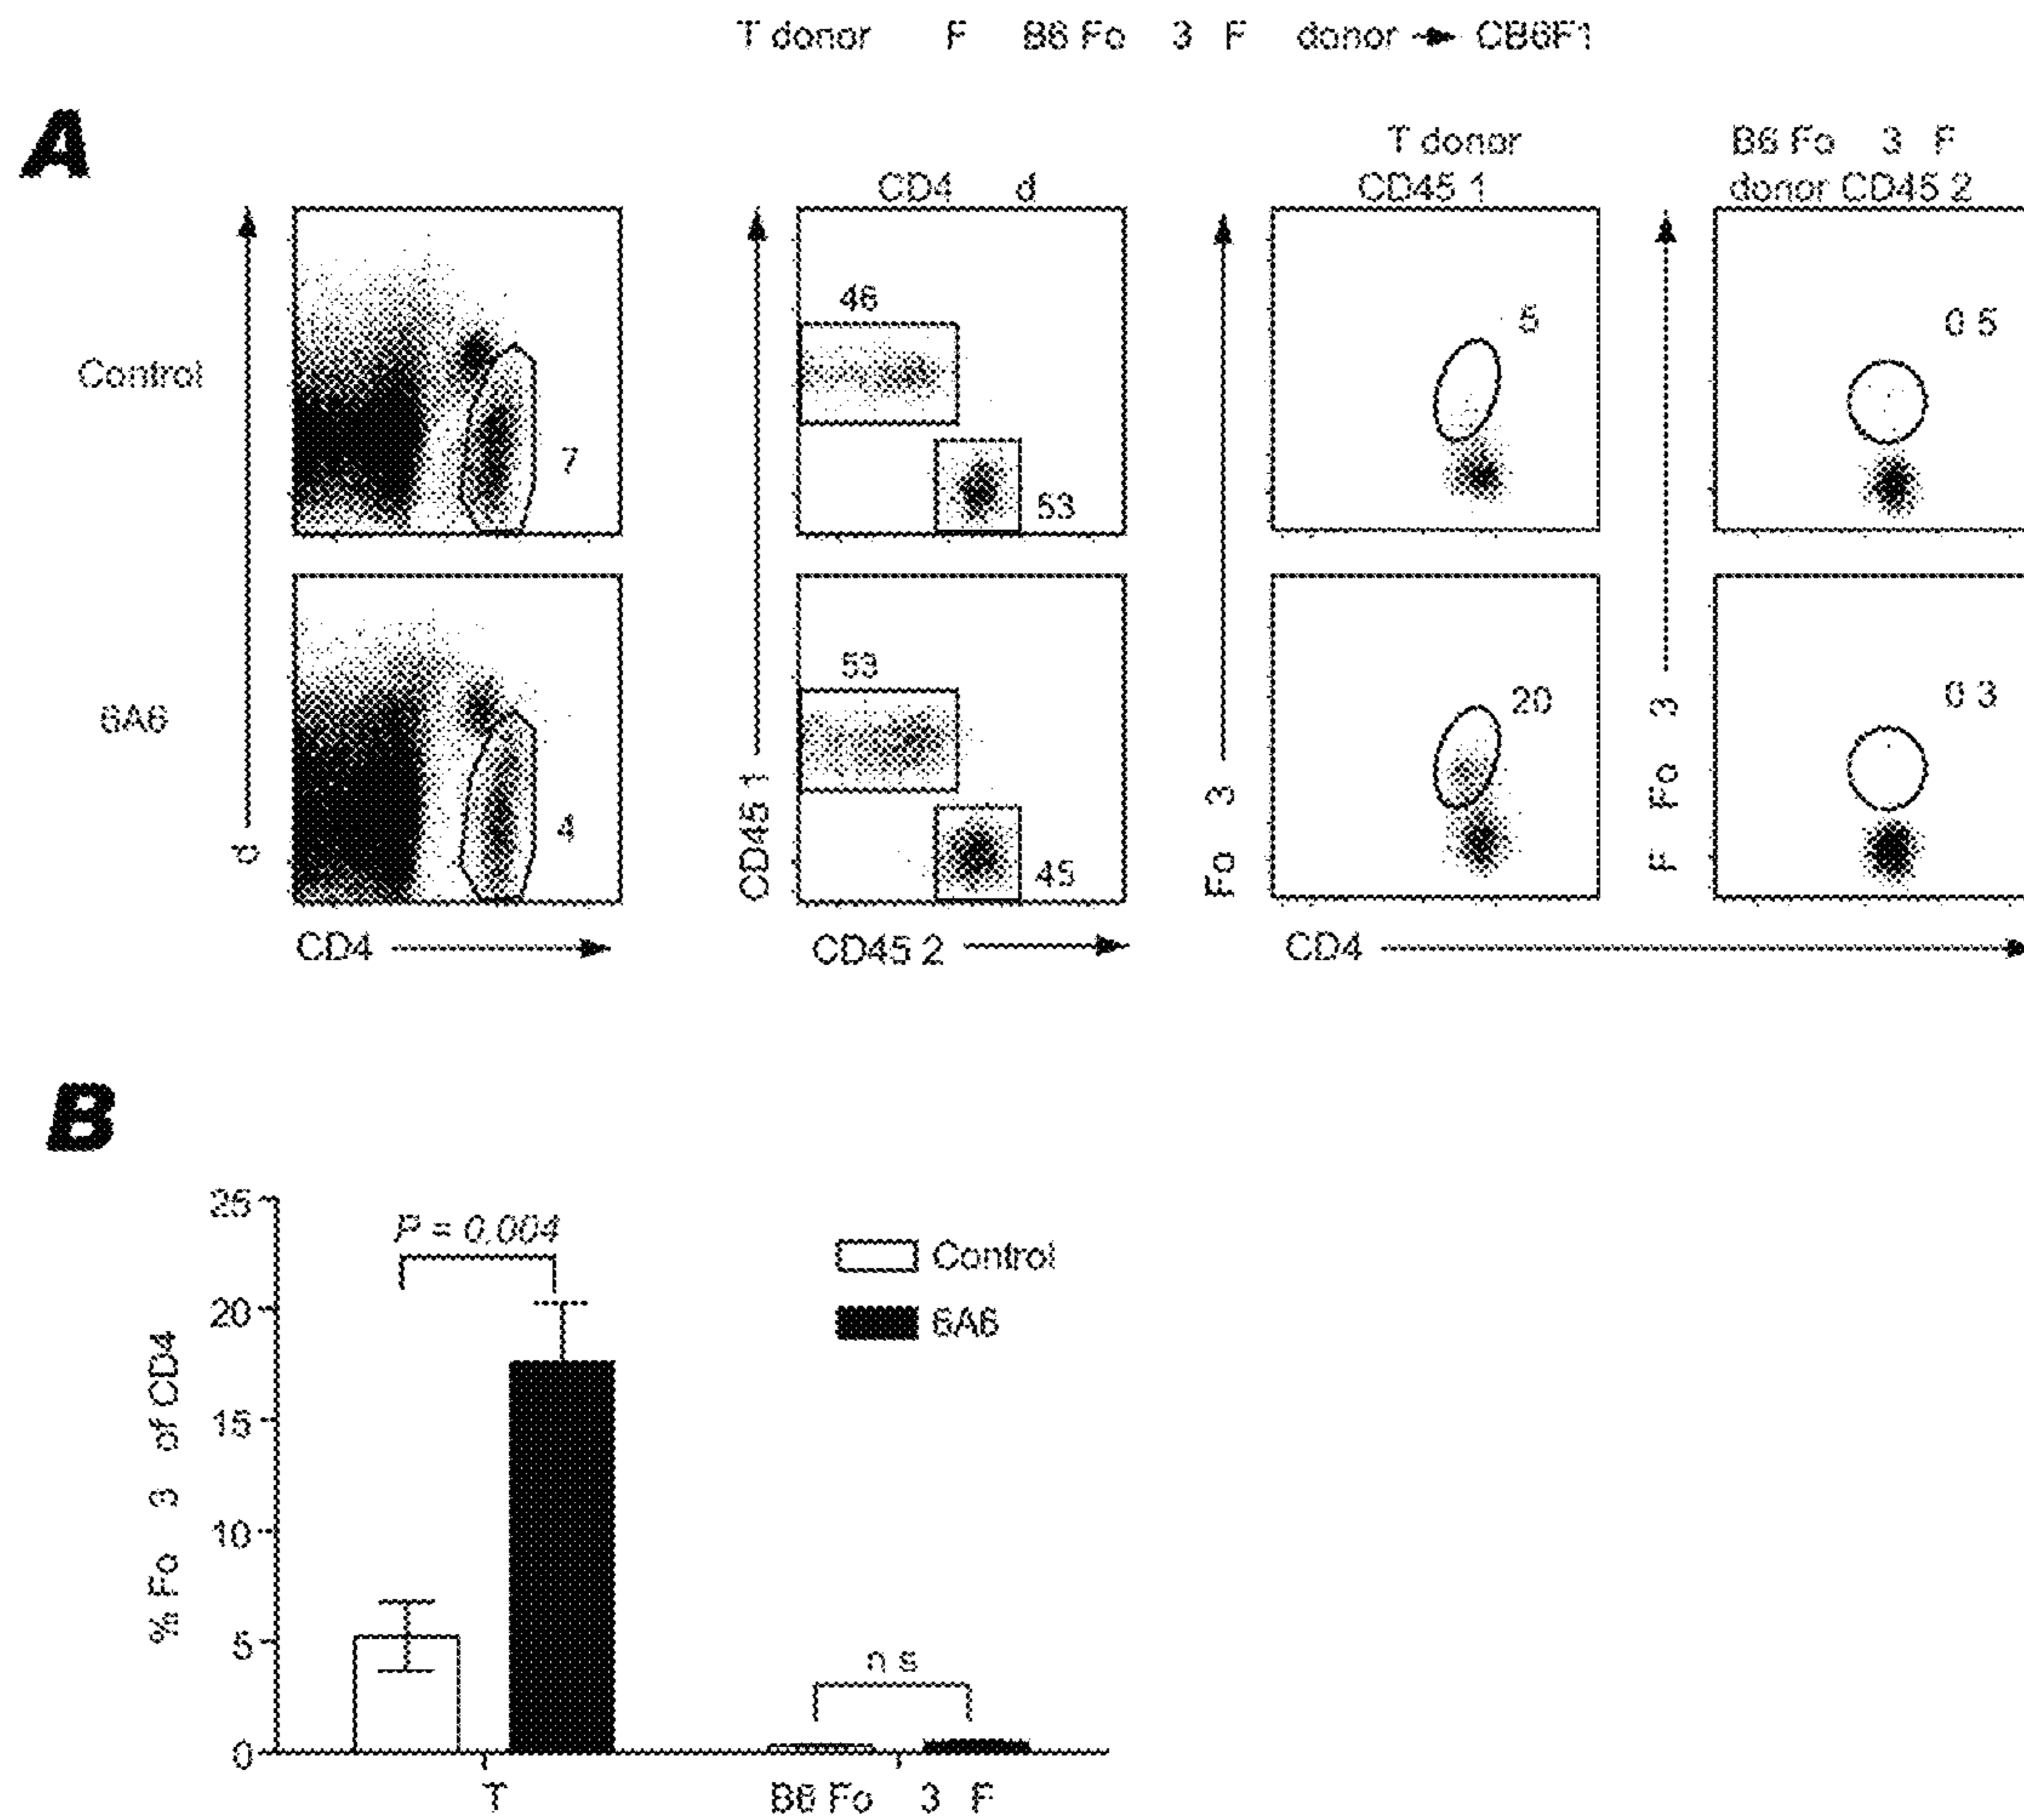 T donor F B6 Fo 3 F donor → CB6F1
A
T donor
CD45 1
B6 Fo 3 F
donor CD45 2
CD4 d
Control
7
46
53
5
0 5
6A6
4
53
45
20
0 3
d
CD45 1
Fo 3
F Fo 3
CD4
CD45 2
CD4
B
25
20
15
10
5
0
% Fo 3 of CD4
P = 0.004
Control
6A6
n s
T
B6 Fo 3 F